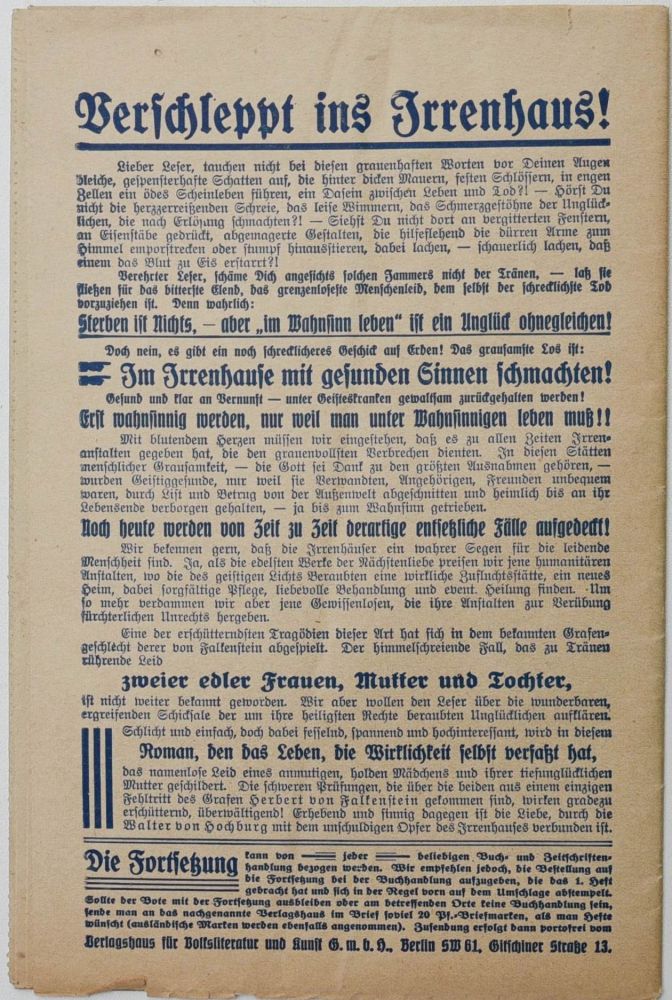 Verschleppt ins Irrenhaus!
Lieber Leser, tauchen nicht bei diesen grauenhaften Worten vor Deinen Augen
bleiche, gespensterhafte Schatten auf, die hinter dicken Mauern, festen Schlössern, in engen
Zellen ein ödes Scheinleben führen, ein Dasein zwischen Leben und Tod?! — Hörst Du
nicht die herzzerreißenden Schreie, das leise Wimmern, das Schmerzgestöhne der Unglück-
lichen, die nach Erlösung schmachten?! — Siehst Du nicht dort an vergitterten Fenstern,
an Eisenstäbe gedrückt, abgemagerte Gestalten, die hilfeflehend die dürren Arme zum
Himmel emporstrecken oder stumpf hinausstieren, dabei lachen, — schauerlich lachen, daß
einem das Blut zu Eis erstarrt?!
Verehrter Leser, schäme Dich angesichts solchen Jammers nicht der Tränen, — laß sie
fließen für das bitterste Elend, das grenzenloseste Menschenleid, dem selbst der schrecklichste Tod
vorzuziehen ist. Denn wahrlich:
Sterben ist Nichts, — aber „im Wahnsinn leben“ ist ein Unglück ohnegleichen!
Doch nein, es gibt ein noch schrecklicheres Geschick auf Erden! Das grausamste Los ist:
Im Irrenhause mit gesunden Sinnen schmachten!
Gesund und klar an Vernunft — unter Geisteskranken gewaltsam zurückgehalten werden!
Erst wahnsinnig werden, nur weil man unter Wahnsinnigen leben muß!!
Mit blutendem Herzen müssen wir eingestehen, daß es zu allen Zeiten Irren-
anstalten gegeben hat, die den grauenvollsten Verbrechen dienten. In diesen Stätten
menschlicher Grausamkeit, — die Gott sei Dank zu den größten Ausnahmen gehören, —
wurden Geistiggesunde, nur weil sie Verwandten, Angehörigen, Freunden unbequem
waren, durch List und Betrug von der Außenwelt abgeschnitten und heimlich bis an ihr
Lebensende verborgen gehalten, — ja bis zum Wahnsinn getrieben.
Noch heute werden von Zeit zu Zeit derartige entsetzliche Fälle aufgedeckt!
Wir bekennen gern, daß die Irrenhäuser ein wahrer Segen für die leidende
Menschheit sind. Ja, als die edelsten Werke der Nächstenliebe preisen wir jene humanitären
Anstalten, wo die des geistigen Lichts Beraubten eine wirkliche Zufluchtsstätte, ein neues
Heim, dabei sorgfältige Pflege, liebevolle Behandlung und event. Heilung finden. Um
so mehr verdammen wir aber jene Gewissenlosen, die ihre Anstalten zur Verübung
fürchterlichen Unrechts hergeben.
Eine der erschütterndsten Tragödien dieser Art hat sich in dem bekannten Grafen-
geschlecht derer von Falkenstein abgespielt. Der himmelschreiende Fall, das zu Tränen
rührende Leid
zweier edler Frauen, Mutter und Tochter,
ist nicht weiter bekannt geworden. Wir aber wollen den Leser über die wunderbaren,
ergreifenden Schicksale der um ihre heiligsten Rechte beraubten Unglücklichen aufklären.
Schlicht und einfach, doch dabei fesselnd, spannend und hochinteressant, wird in diesem
Roman, den das Leben, die Wirklichkeit selbst verfaßt hat,
das namenlose Leid eines anmutigen, holden Mädchens und ihrer tiefunglücklichen
Mutter geschildert. Die schweren Prüfungen, die über die beiden aus einem einzigen
Fehltritt des Grafen Herbert von Falkenstein gekommen sind, wirken gradezu
erschütternd, überwältigend! Erhebend und sinnig dagegen ist die Liebe, durch die
Walter von Hochburg mit dem unschuldigen Opfer des Irrenhauses verbunden ist.
Die Fortsetzung kann von jeder beliebigen Buch- und Zeitschriften-
handlung bezogen werden. Wir empfehlen jedoch, die Bestellung auf
die Fortsetzung bei der Buchhandlung aufzugeben, die das 1. Heft
gebracht hat und sich in der Regel vorn auf dem Umschlage abstempelt.
Sollte der Bote mit der Fortsetzung ausbleiben oder am betreffenden Orte keine Buchhandlung sein,
sende man an das nachgenannte Verlagshaus im Brief soviel 20 Pf.-Briefmarken, als man Hefte
wünscht (ausländische Marken werden ebenfalls angenommen). Zusendung erfolgt dann portofrei vom
Verlagshaus für Volksliteratur und Kunst G. m. b. H., Berlin SW 61, Gitschiner Straße 13.